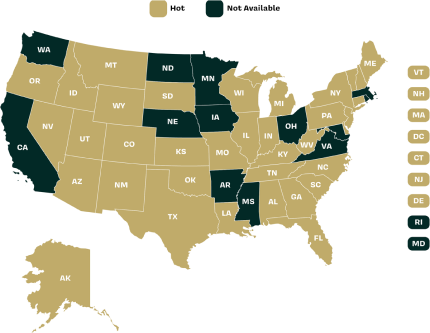 Hot Not Available
WA
MT
ND
MN
ME
OR
ID
SD
WI
VT
WY
MI
NY
NH
NE
IA
PA
MA
NV
UT
CO
IL
IN
OH
DC
CA
KS
MO
WV
VA
CT
KY
NJ
AZ
NM
OK
AR
TN
NC
SC
DE
MS
AL
GA
TX
LA
RI
FL
MD
AK